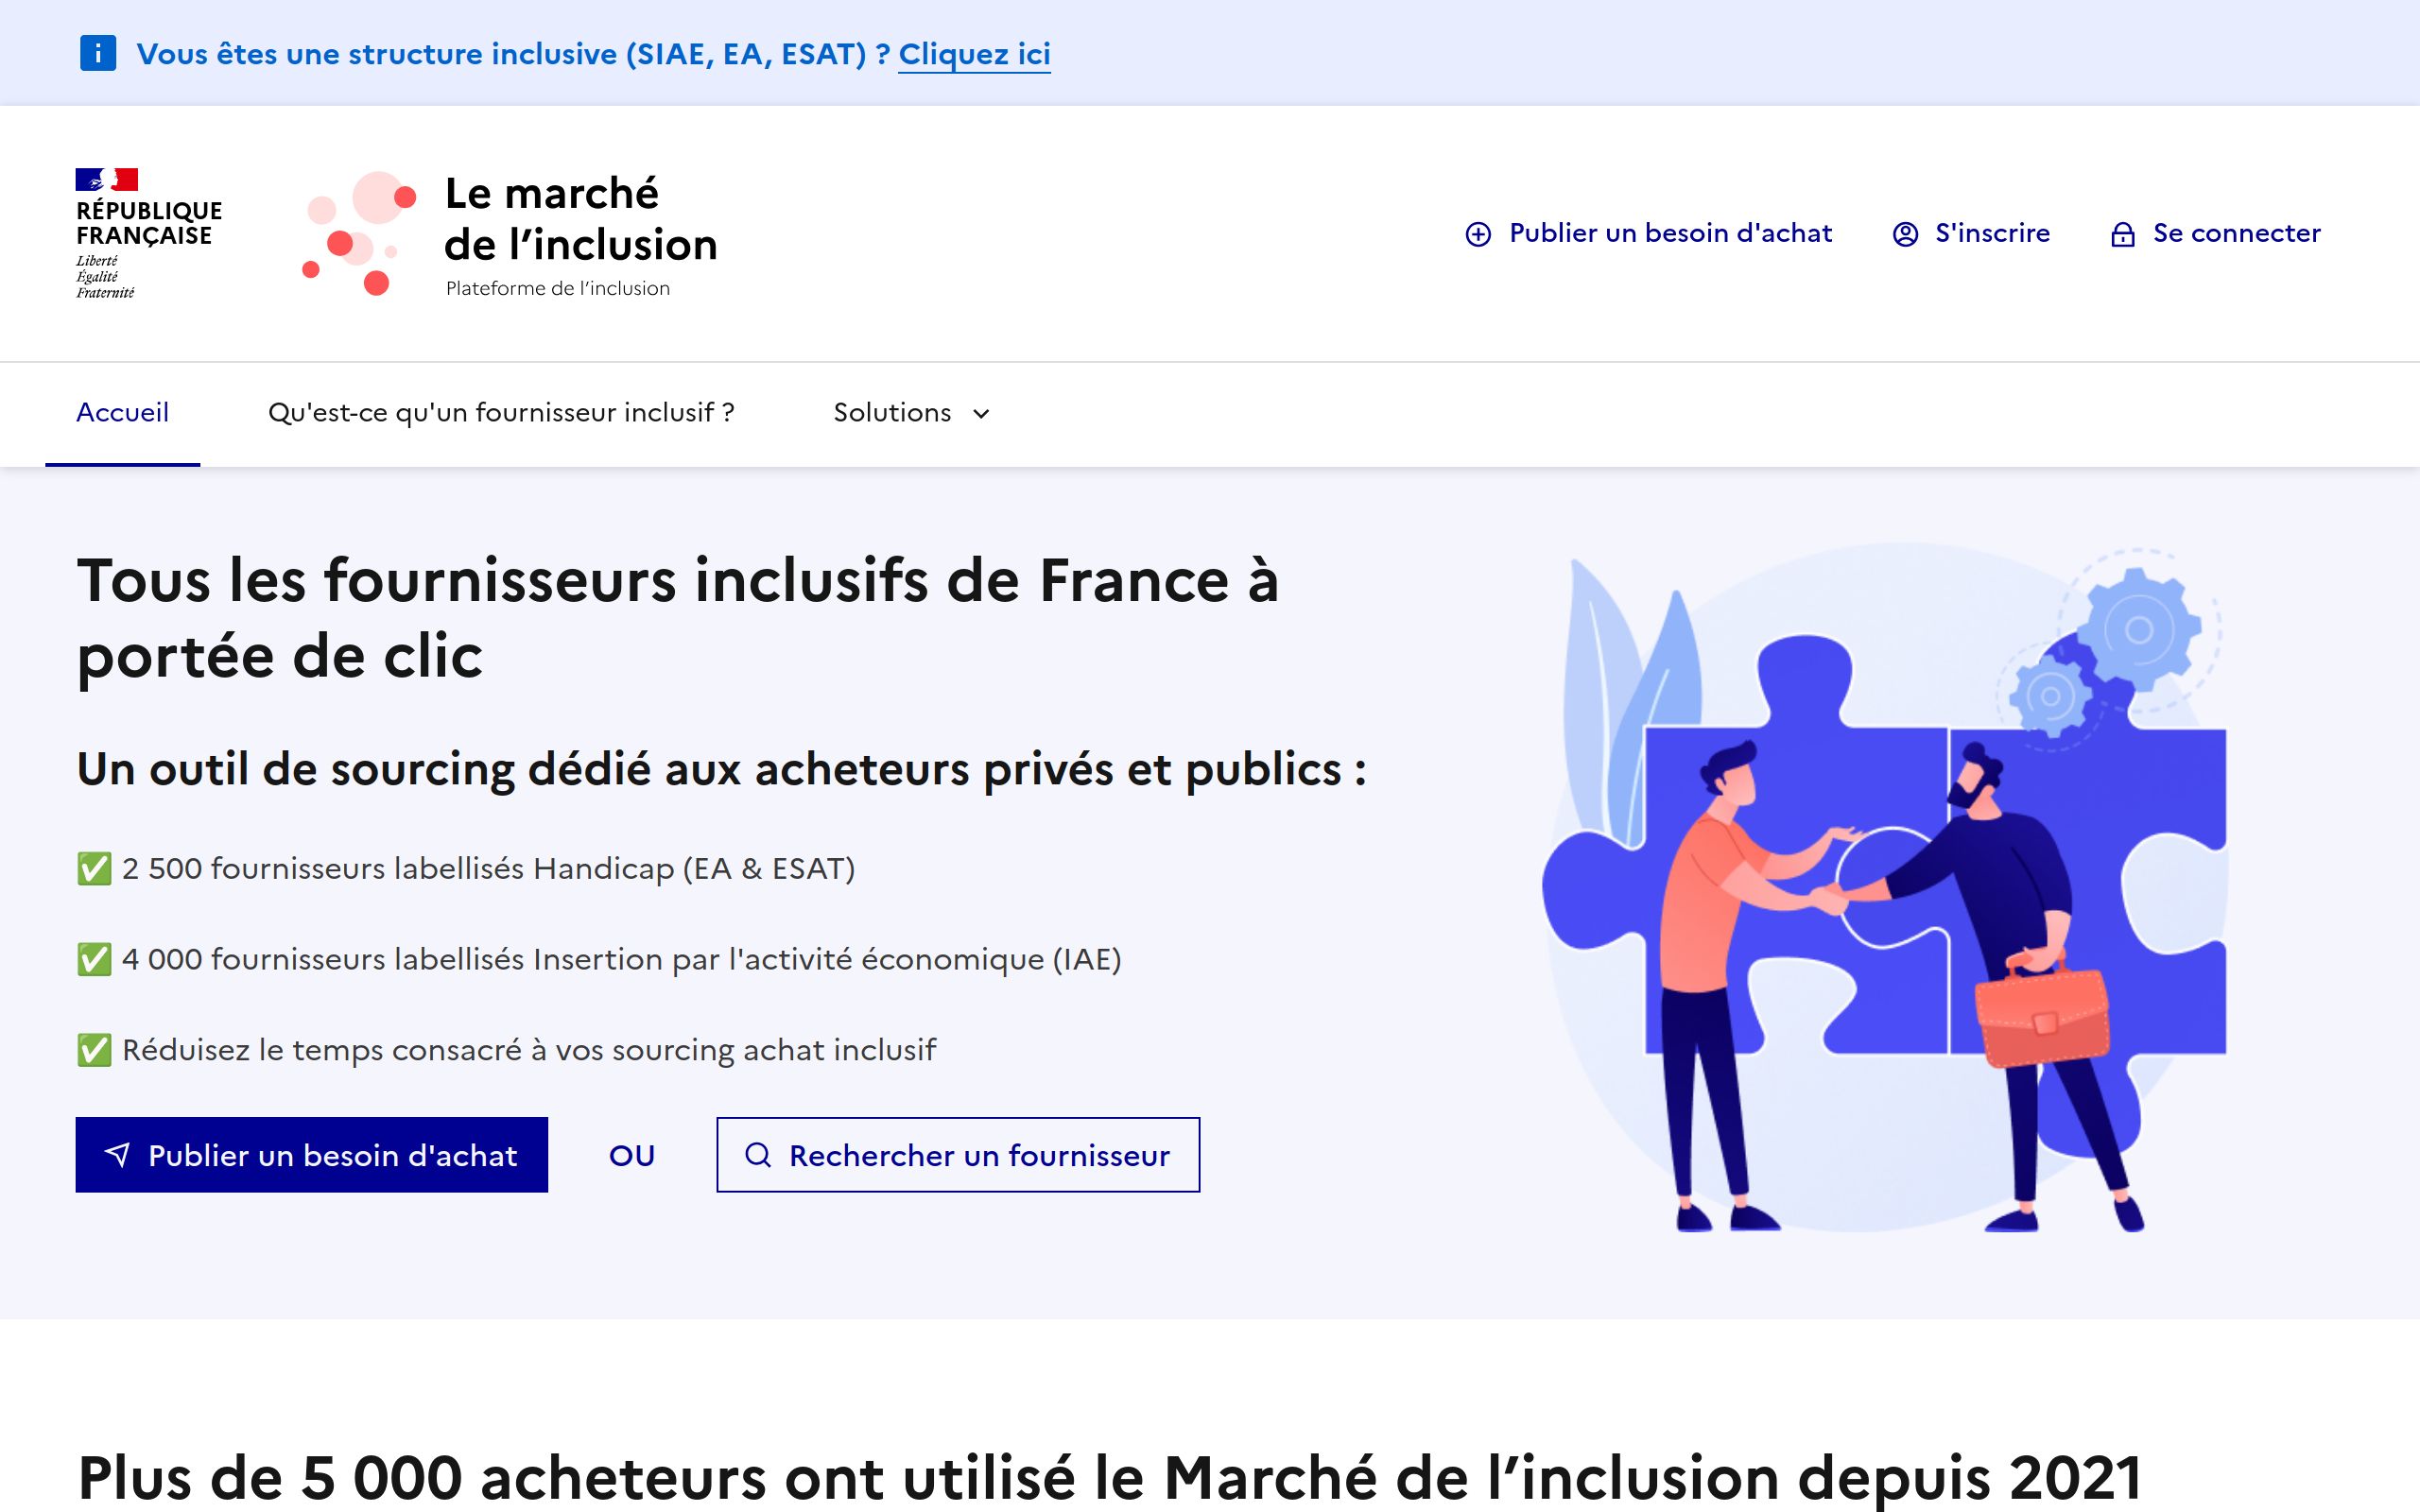 Vous êtes une structure inclusive (SIAE, EA, ESAT) ? Cliquez ici
RÉPUBLIQUE
FRANÇAISE
Liberté
Égalité
Fraternité
Le marché
de l’inclusion
Plateforme de l’inclusion
Publier un besoin d'achat
S'inscrire
Se connecter
Accueil
Qu'est-ce qu'un fournisseur inclusif ?
Solutions
Tous les fournisseurs inclusifs de France à
portée de clic
Un outil de sourcing dédié aux acheteurs privés et publics :
✅ 2 500 fournisseurs labellisés Handicap (EA & ESAT)
✅ 4 000 fournisseurs labellisés Insertion par l'activité économique (IAE)
✅ Réduisez le temps consacré à vos sourcing achat inclusif
Publier un besoin d'achat
OU
Rechercher un fournisseur
Plus de 5 000 acheteurs ont utilisé le Marché de l’inclusion depuis 2021